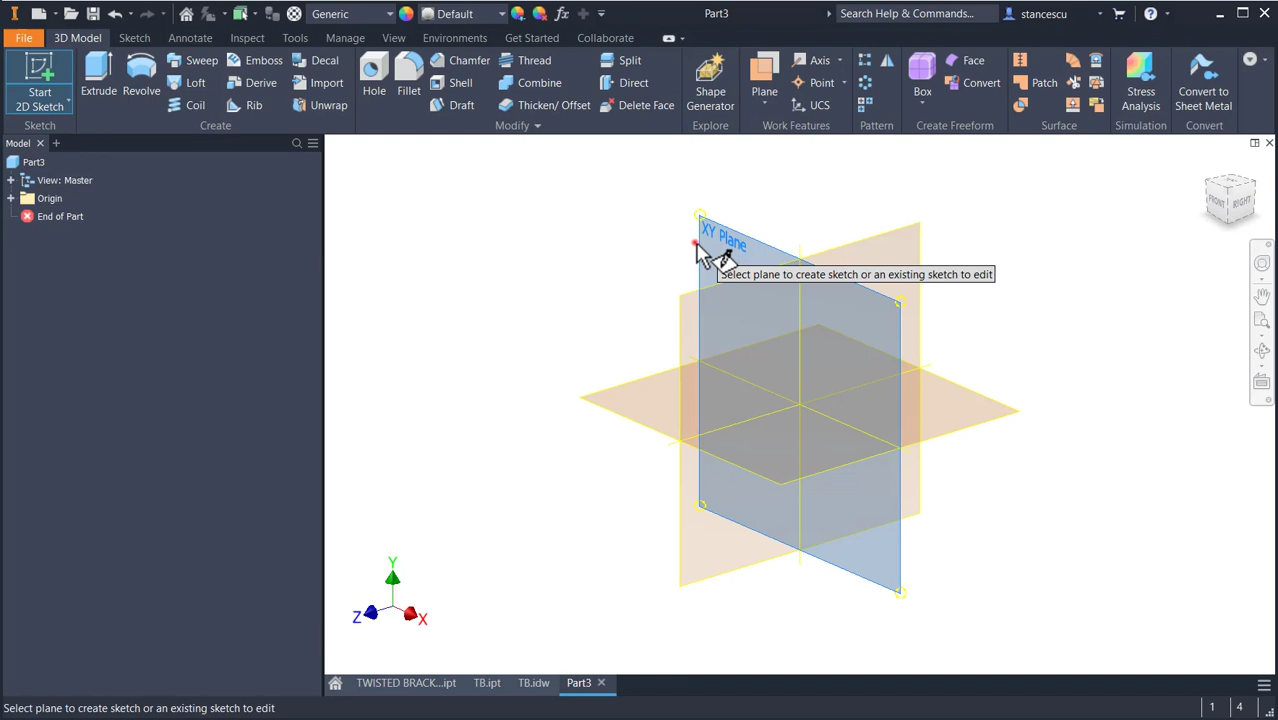 Generic
Default
Part3
Search Help & Commands...
stancescu
File
3D Model
Sketch
Annotate
Inspect
Tools
Manage
View
Environments
Get Started
Collaborate
Start
2D Sketch
Extrude
Revolve
Sweep
Loft
Coil
Emboss
Derive
Rib
Decal
Import
Unwrap
Hole
Fillet
Chamfer
Shell
Draft
Thread
Combine
Thicken/ Offset
Split
Direct
Delete Face
Shape
Generator
Plane
Axis
Point
UCS
Box
Face
Convert
Patch
Stress
Analysis
Convert to
Sheet Metal
Sketch
Create
Modify
Explore
Work Features
Pattern
Create Freeform
Surface
Simulation
Convert
Model
Part3
View: Master
Origin
End of Part
XY Plane
Select plane to create sketch or an existing sketch to edit
FRONT
RIGHT
Y
Z
X
TWISTED BRACK...ipt
TB.ipt
TB.idw
Part3
Select plane to create sketch or an existing sketch to edit
1
4